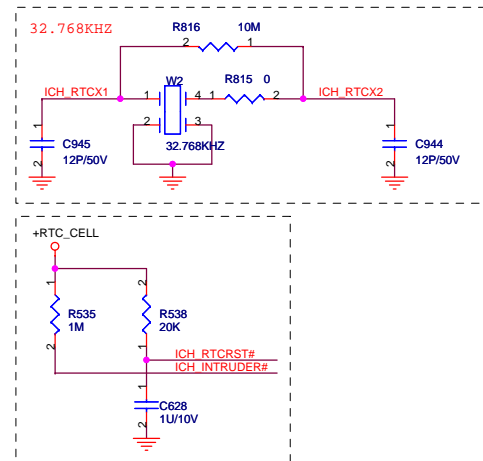 32.768KHZ
R816 10M
2 1
W2
R815 0
ICH_RTCX1
1 4 1 2
ICH_RTCX2
2 3
1
C945
12P/50V
2
32.768KHZ
1
C944
12P/50V
2
+RTC_CELL
1 2
R535
1M
R538
20K
2 1
ICH_RTCRST#
ICH_INTRUDER#
1
C628
1U/10V
2